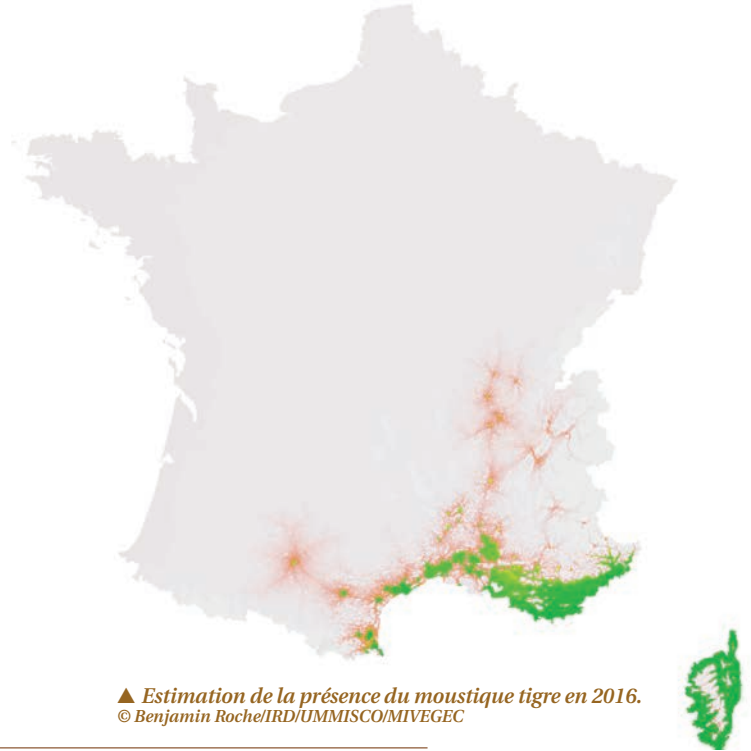 ▲ Estimation de la présence du moustique tigre en 2016.
© Benjamin Roche/IRD/UMMISCO/MIVEGEC